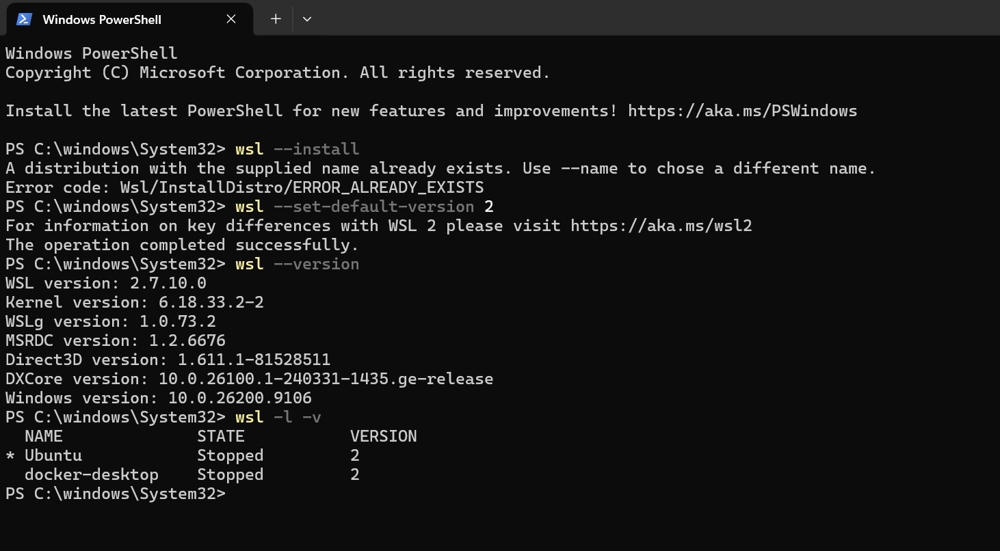 Windows PowerShell
Windows PowerShell
Copyright (C) Microsoft Corporation. All rights reserved.
Install the latest PowerShell for new features and improvements! https://aka.ms/PSWindows
PS C:\windows\System32> wsl --install
A distribution with the supplied name already exists. Use --name to chose a different name.
Error code: Wsl/InstallDistro/ERROR_ALREADY_EXISTS
PS C:\windows\System32> wsl --set-default-version 2
For information on key differences with WSL 2 please visit https://aka.ms/wsl2
The operation completed successfully.
PS C:\windows\System32> wsl --version
WSL version: 2.7.10.0
Kernel version: 6.18.33.2-2
WSLg version: 1.0.73.2
MSRDC version: 1.2.6676
Direct3D version: 1.611.1-81528511
DXCore version: 10.0.26100.1-240331-1435.ge-release
Windows version: 10.0.26200.9106
PS C:\windows\System32> wsl -l -v
  NAME              STATE           VERSION
* Ubuntu            Stopped         2
  docker-desktop    Stopped         2
PS C:\windows\System32>